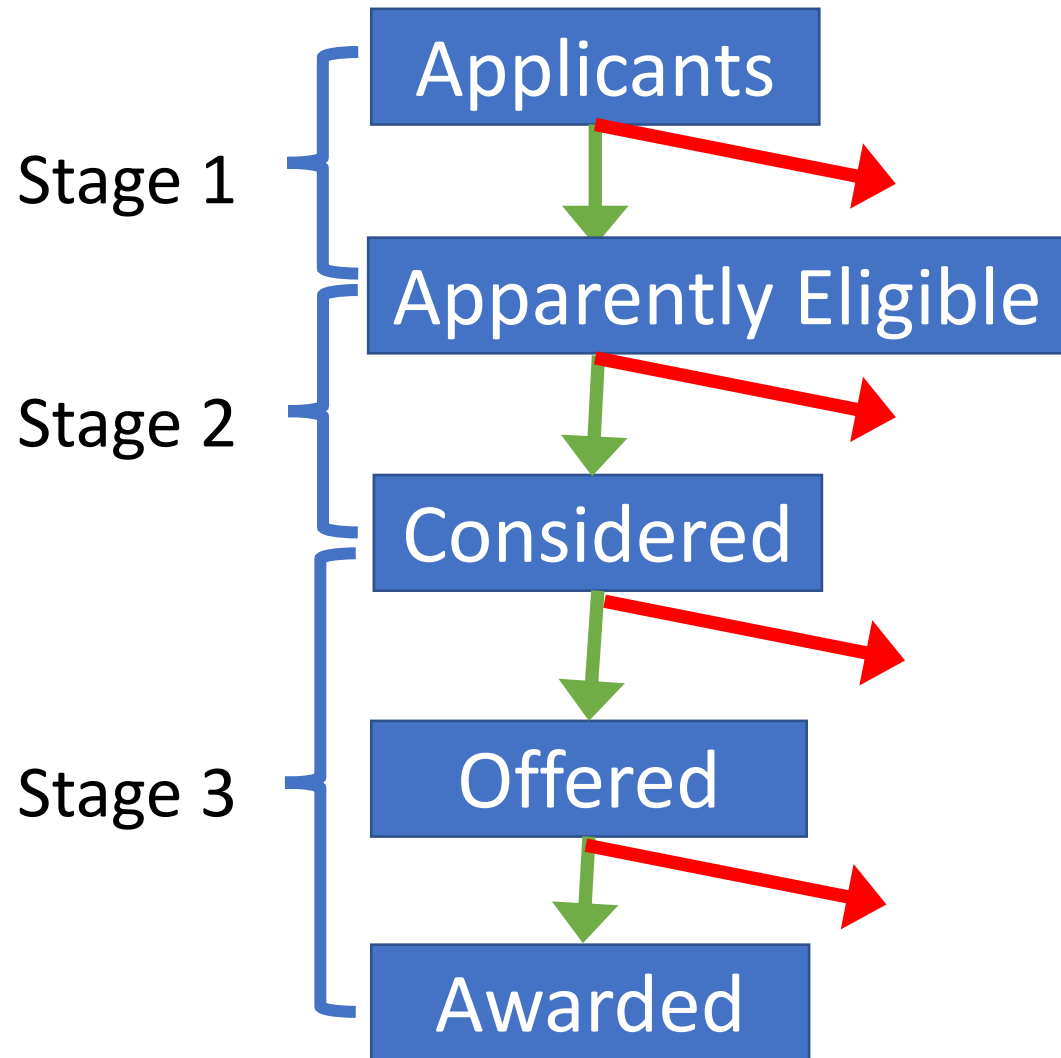 Applicants
Stage 1
Apparently Eligible
Stage 2
Considered
Offered
Stage 3
Awarded